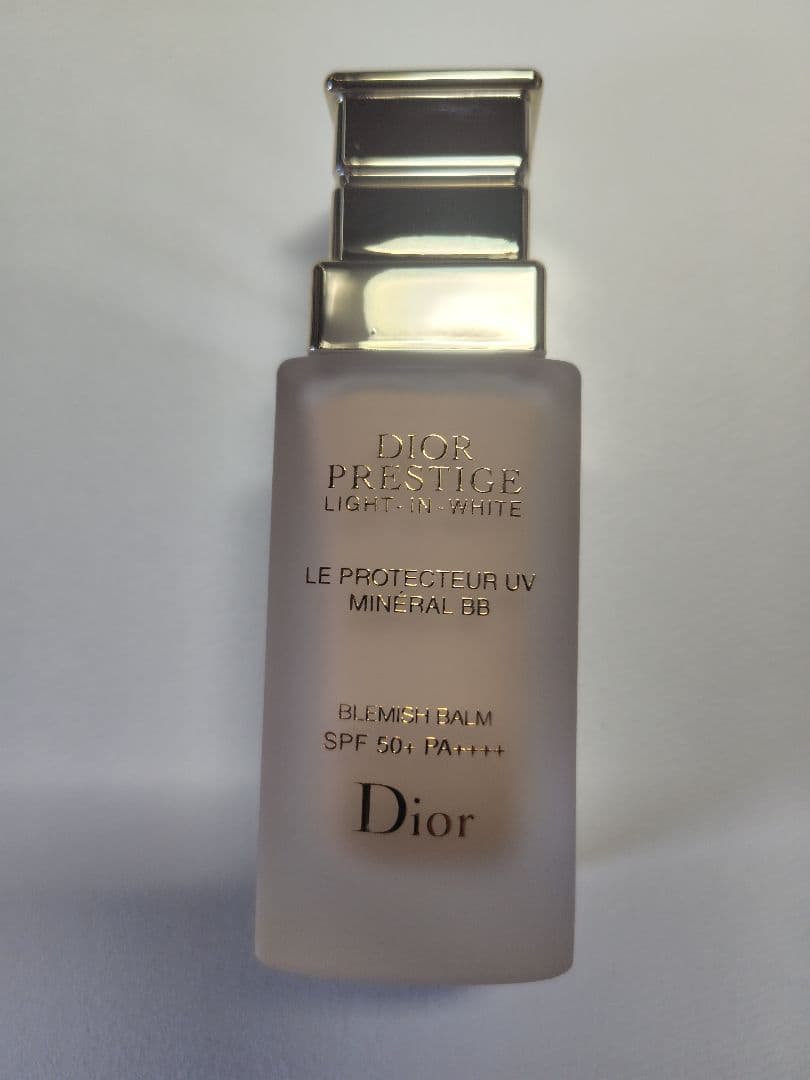 DIOR
PRESTIGE
LIGHT-IN-WHITE
LE PROTECTEUR UV
MINÉRAL BB
BLEMISH BALM
SPF 50+ PA++++
Dior